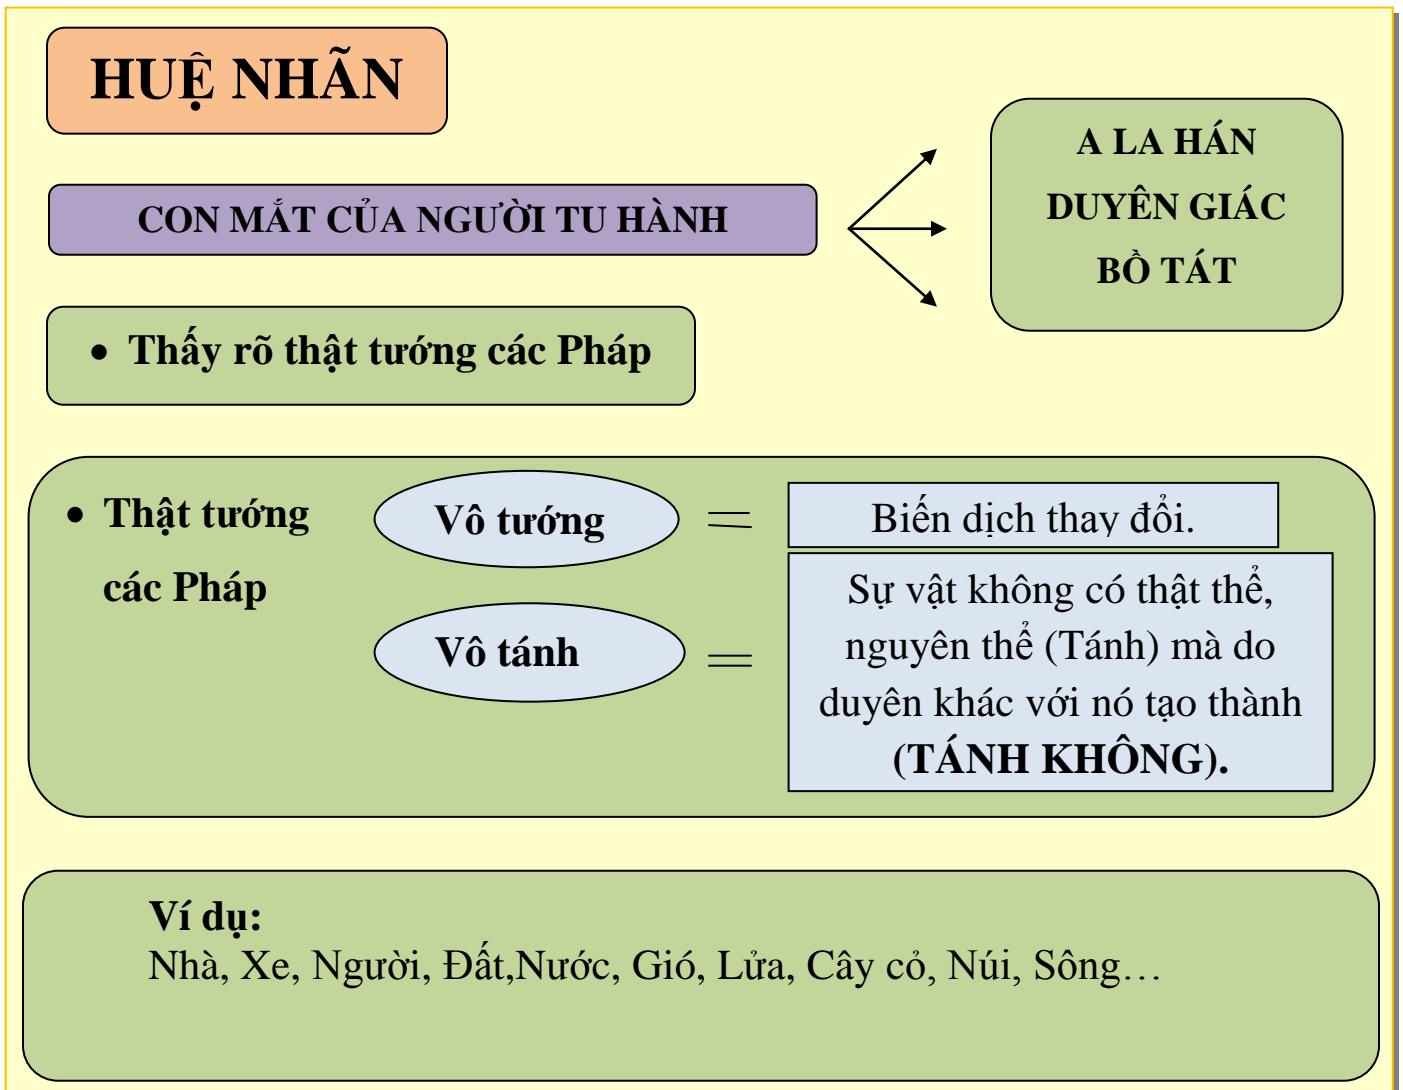 HUỆ NHÃN
CON MẮT CỦA NGƯỜI TU HÀNH
A LA HÁN
DUYÊN GIÁC
BỒ TÁT
• Thấy rõ thật tướng các Pháp
• Thật tướng
các Pháp
Vô tướng
=
Biến dịch thay đổi.
Vô tánh
=
Sự vật không có thật thể,
nguyên thể (Tánh) mà do
duyên khác với nó tạo thành
(TÁNH KHÔNG).
Ví dụ:
Nhà, Xe, Người, Đất,Nước, Gió, Lửa, Cây cỏ, Núi, Sông…